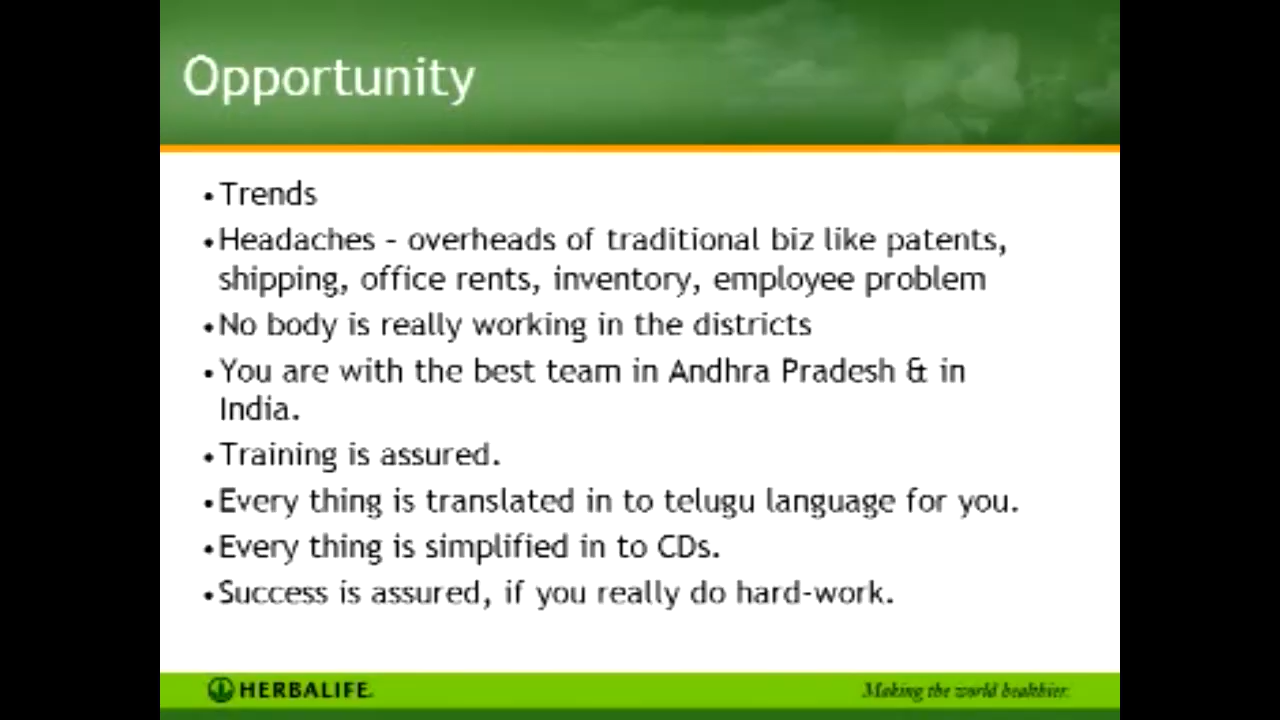 Opportunity
•Trends
•Headaches – overheads of traditional biz like patents,
shipping, office rents, inventory, employee problem
•No body is really working in the districts
•You are with the best team in Andhra Pradesh & in
India.
•Training is assured.
•Every thing is translated in to telugu language for you.
•Every thing is simplified in to CDs.
•Success is assured, if you really do hard-work.
HERBALIFE. Making the world healthier.